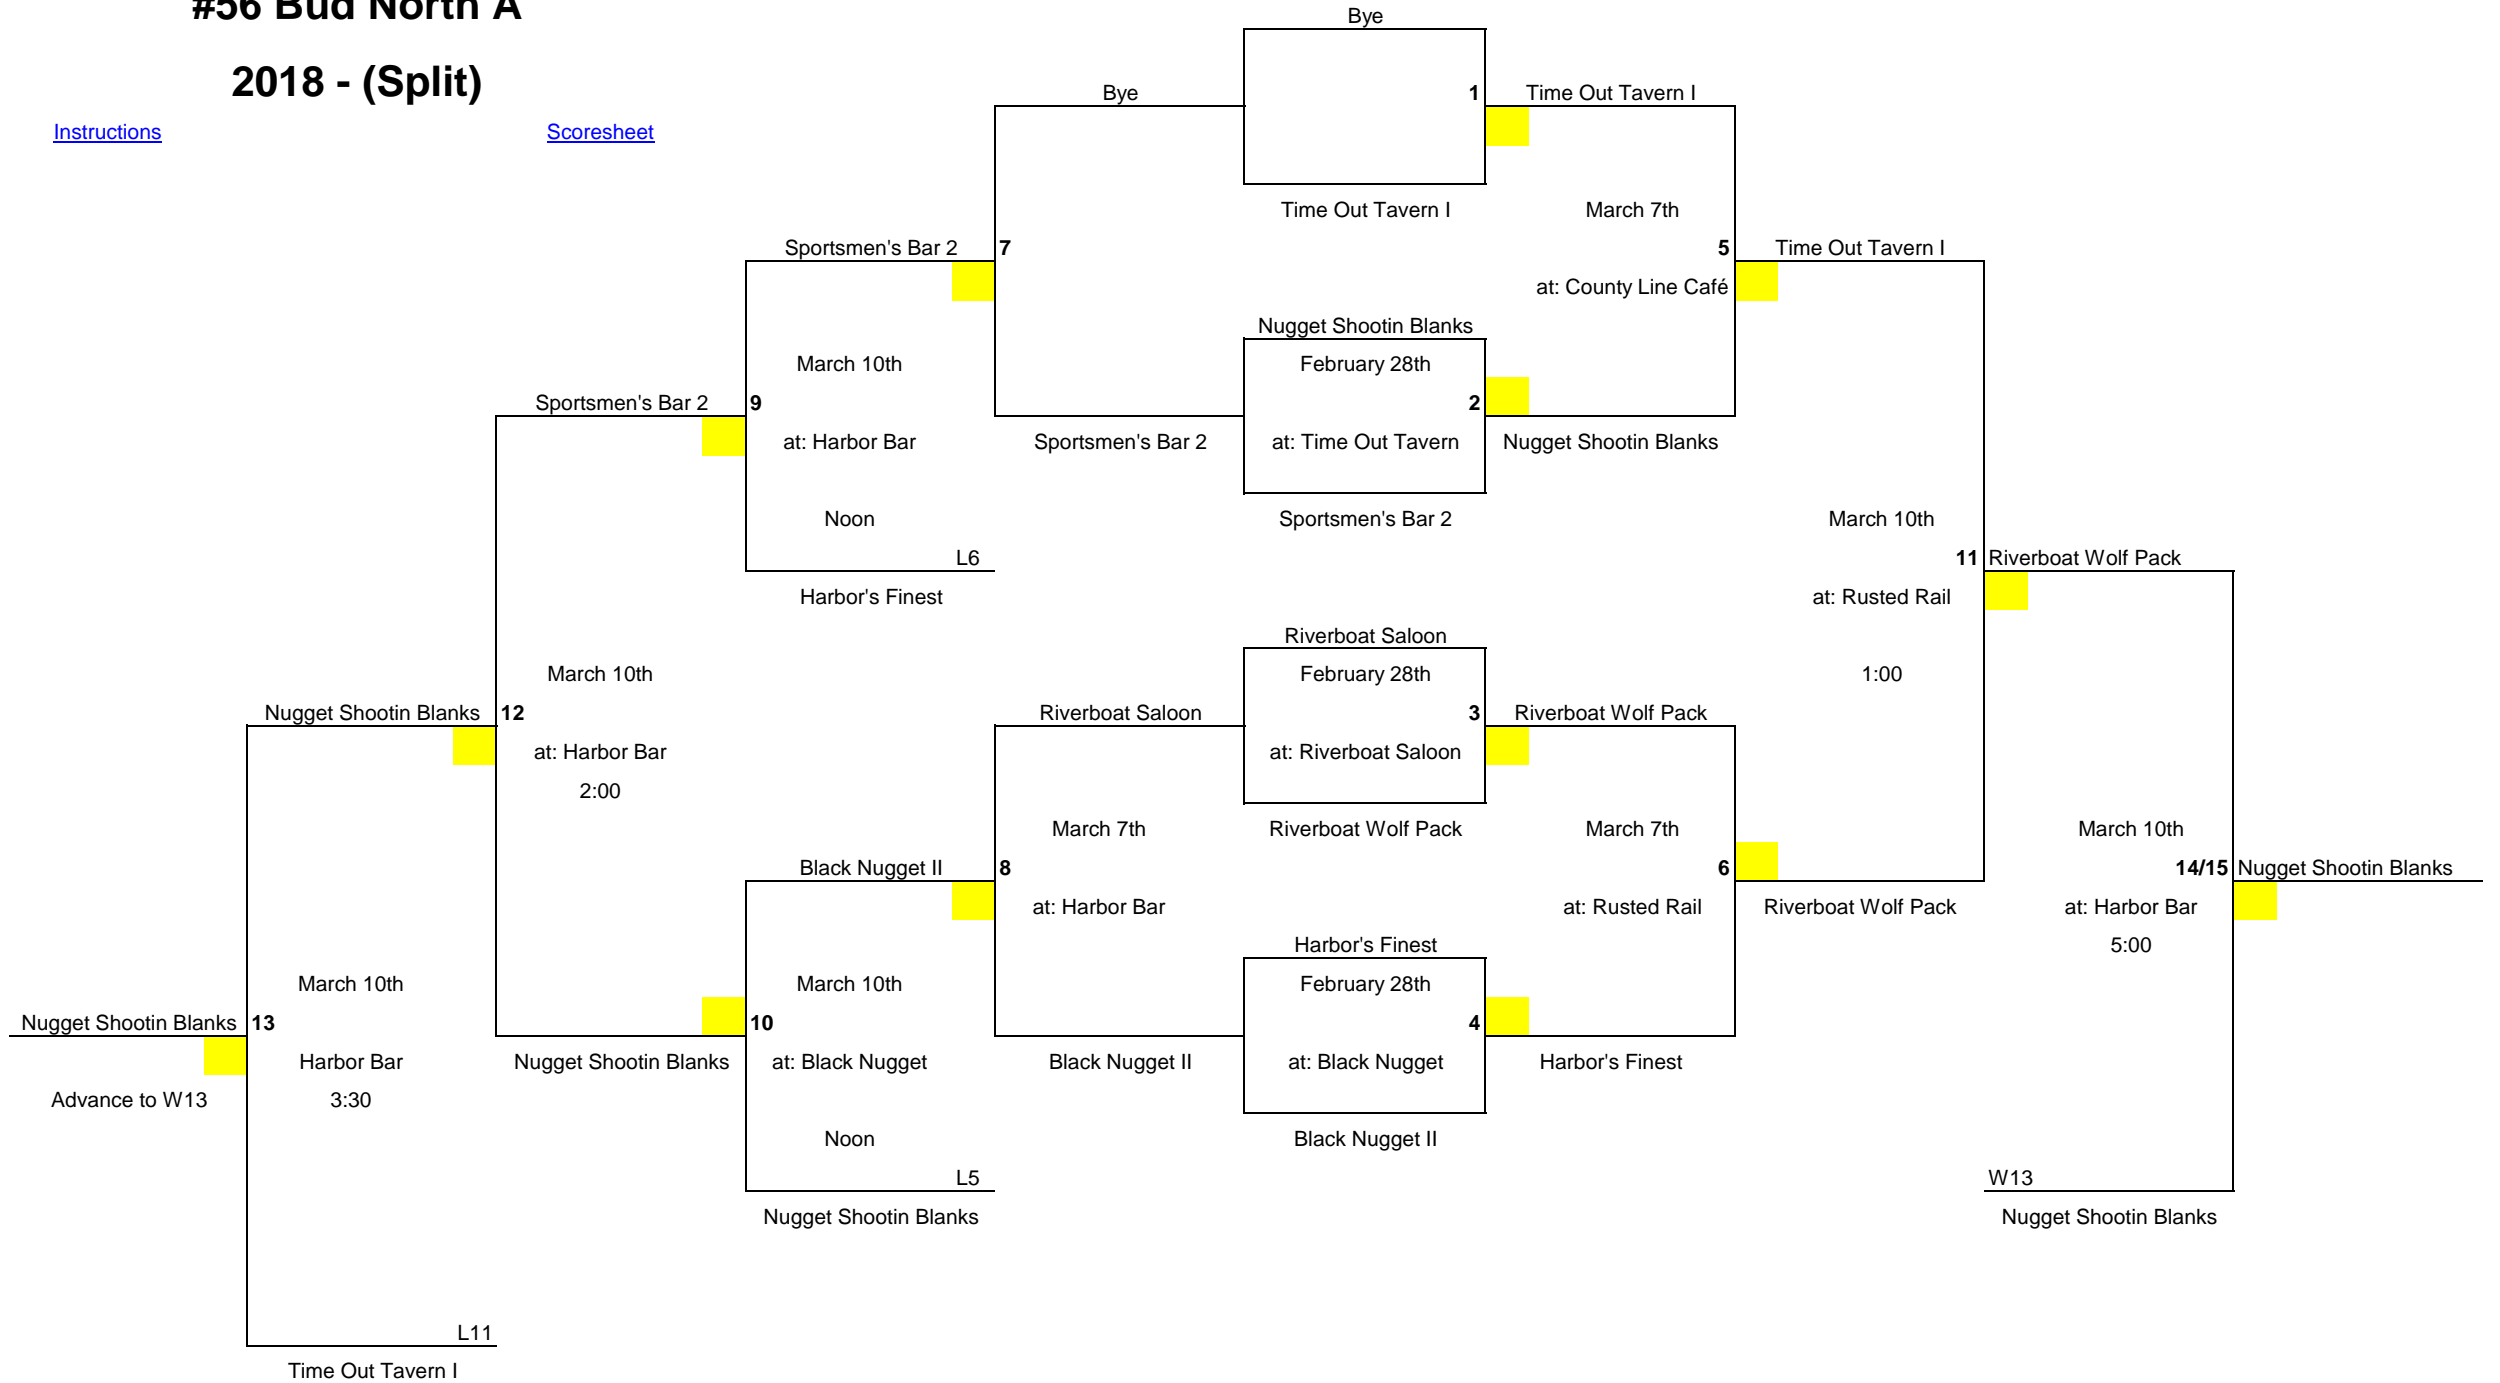 #56 Bud North A
Bye
2018 - (Split)
Bye
1
Time Out Tavern I
Instructions
Scoresheet
Time Out Tavern I
March 7th
Sportsmen's Bar 2
7
5
Time Out Tavern I
at: County Line Café
Nugget Shootin Blanks
March 10th
February 28th
Sportsmen's Bar 2
9
2
at: Harbor Bar
Sportsmen's Bar 2
at: Time Out Tavern
Nugget Shootin Blanks
Noon
Sportsmen's Bar 2
March 10th
L6
11
Riverboat Wolf Pack
Harbor's Finest
at: Rusted Rail
Riverboat Saloon
March 10th
February 28th
1:00
Nugget Shootin Blanks
12
Riverboat Saloon
3
Riverboat Wolf Pack
at: Harbor Bar
at: Riverboat Saloon
2:00
March 7th
Riverboat Wolf Pack
March 7th
March 10th
Black Nugget II
8
6
14/15
Nugget Shootin Blanks
at: Harbor Bar
at: Rusted Rail
Riverboat Wolf Pack
at: Harbor Bar
Harbor's Finest
5:00
March 10th
March 10th
February 28th
Nugget Shootin Blanks
13
10
4
Harbor Bar
Nugget Shootin Blanks
at: Black Nugget
Black Nugget II
at: Black Nugget
Harbor's Finest
Advance to W13
3:30
Noon
Black Nugget II
L5
W13
Nugget Shootin Blanks
Nugget Shootin Blanks
L11
Time Out Tavern I